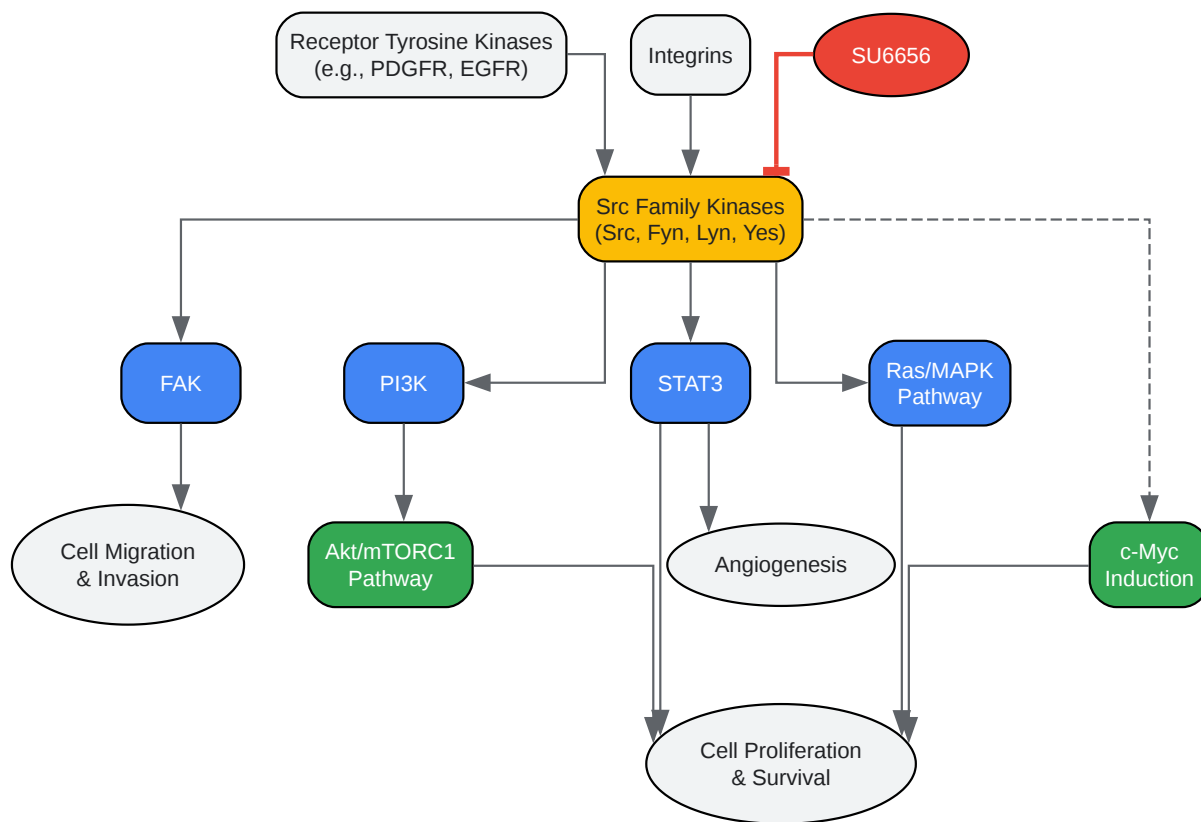 Receptor Tyrosine Kinases
(e.g., PDGFR, EGFR)
Integrins
SU6656
Src Family Kinases
(Src, Fyn, Lyn, Yes)
FAK
PI3K
STAT3
Ras/MAPK
Pathway
Cell Migration
& Invasion
Akt/mTORC1
Pathway
Angiogenesis
c-Myc
Induction
Cell Proliferation
& Survival